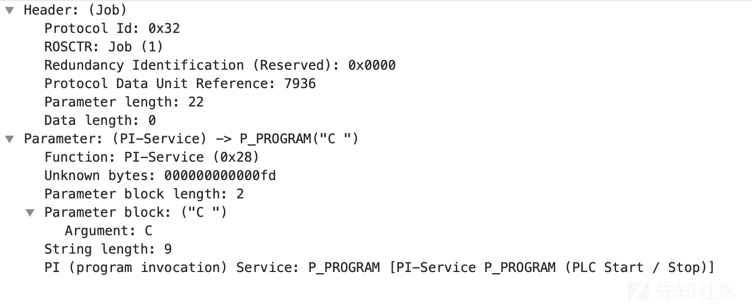 Header: (Job)
Protocol Id: 0x32
ROSCTR: Job (1)
Redundancy Identification (Reserved): 0x0000
Protocol Data Unit Reference: 7936
Parameter length: 22
Data length: 0
Parameter: (PI-Service) -> P_PROGRAM("C ")
Function: PI-Service (0x28)
Unknown bytes: 000000000000fd
Parameter block length: 2
Parameter block: ("C ")
Argument: C
String length: 9
PI (program invocation) Service: P_PROGRAM [PI-Service P_PROGRAM (PLC Start / Stop)]
先知社区